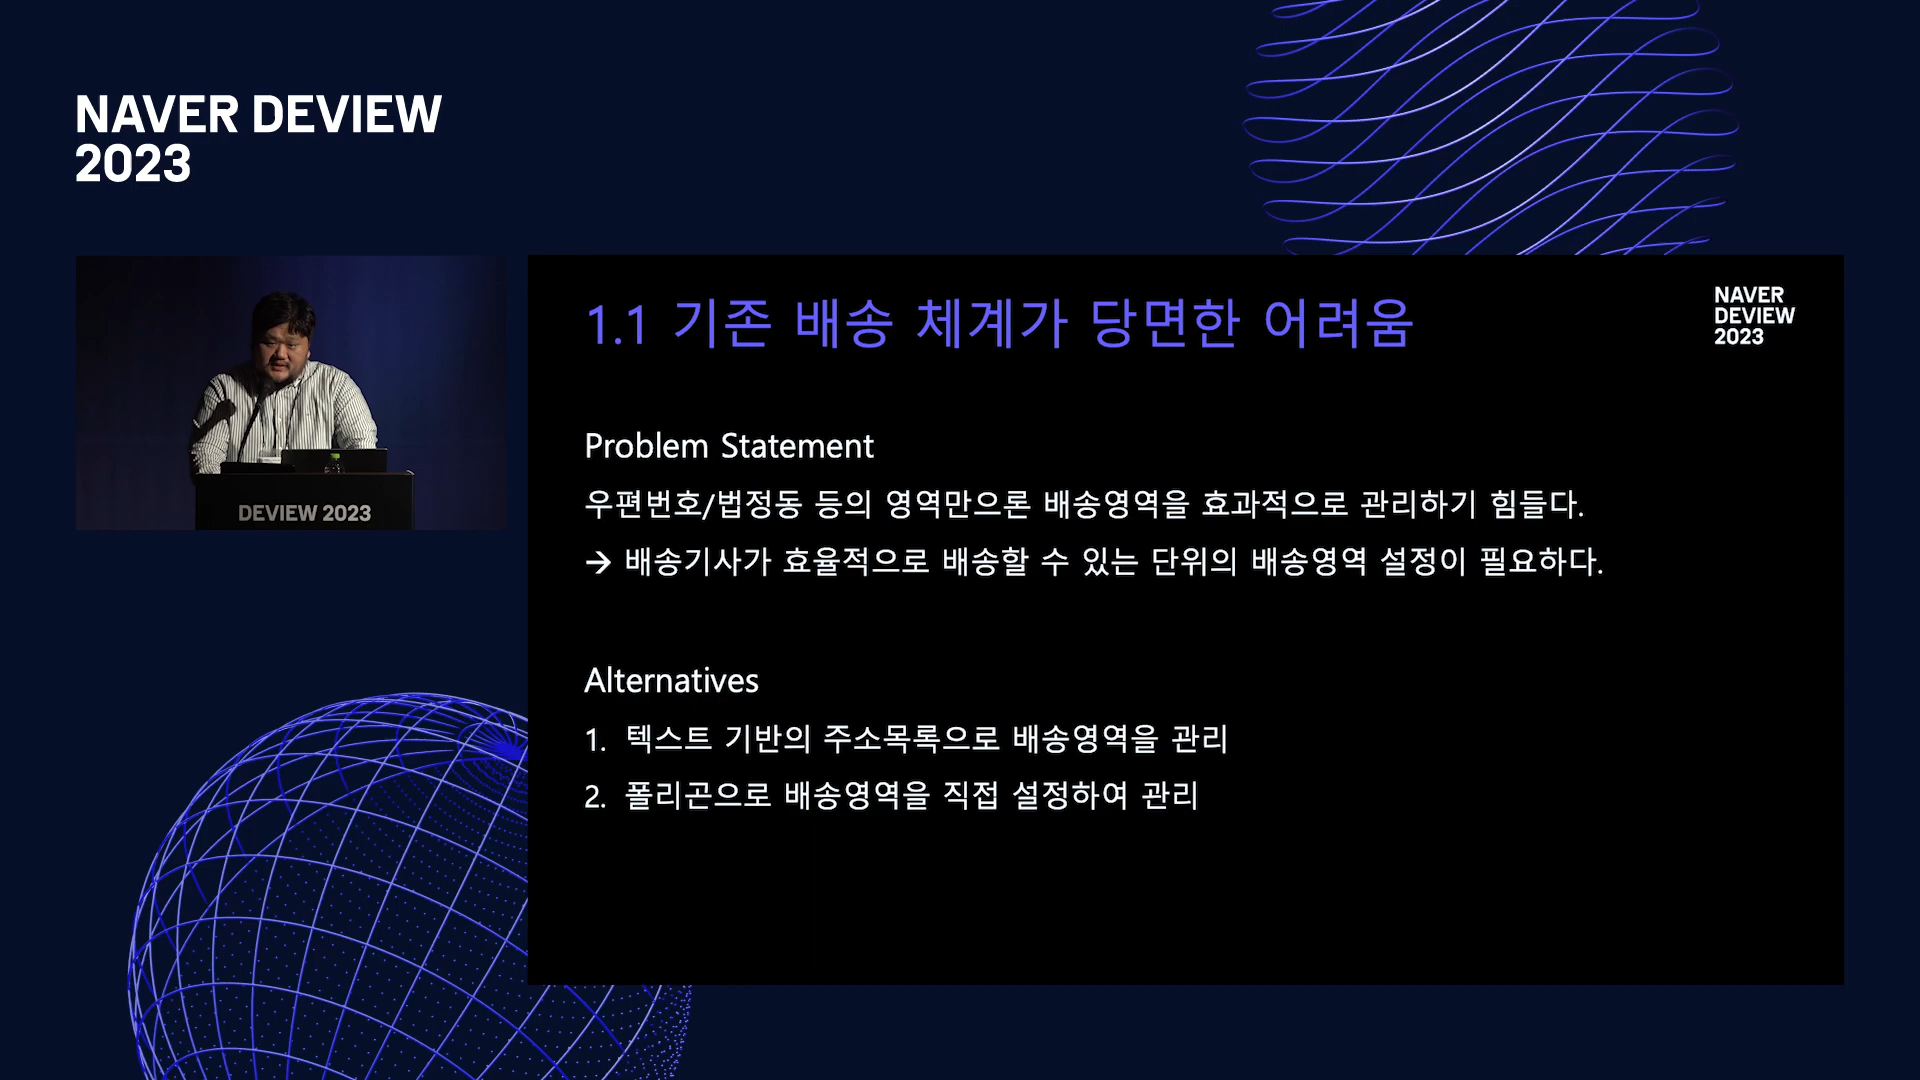 NAVER DEVIEW
2023
DEVIEW 2023
1.1 기존 배송 체계가 당면한 어려움
NAVER
DEVIEW
2023
Problem Statement
우편번호/법정동 등의 영역만으론 배송영역을 효과적으로 관리하기 힘들다.
→ 배송기사가 효율적으로 배송할 수 있는 단위의 배송영역 설정이 필요하다.
Alternatives
1. 텍스트 기반의 주소목록으로 배송영역을 관리
2. 폴리곤으로 배송영역을 직접 설정하여 관리